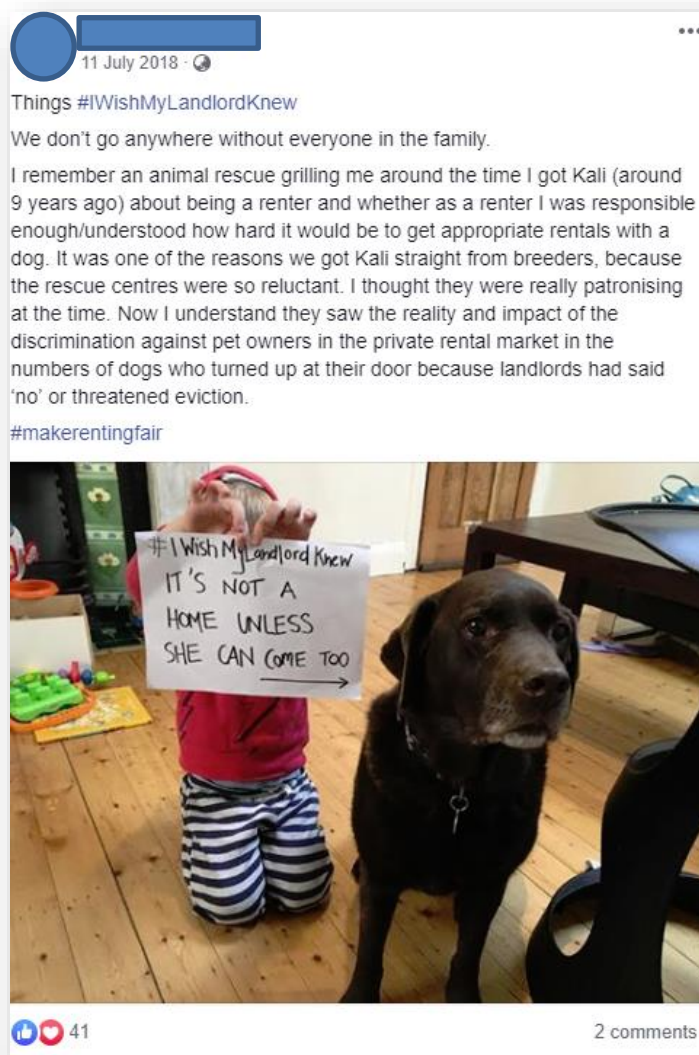 11 July 2018 ·
Things #IWishMyLandlordKnew
We don't go anywhere without everyone in the family.
I remember an animal rescue grilling me around the time I got Kali (around
9 years ago) about being a renter and whether as a renter I was responsible
enough/understood how hard it would be to get appropriate rentals with a
dog. It was one of the reasons we got Kali straight from breeders, because
the rescue centres were so reluctant. I thought they were really patronising
at the time. Now I understand they saw the reality and impact of the
discrimination against pet owners in the private rental market in the
numbers of dogs who turned up at their door because landlords had said
'no' or threatened eviction.
#makerentingfair
#IWishMyLandlord Knew
IT'S NOT A
HOME UNLESS
SHE CAN COME TOO
41
2 comments